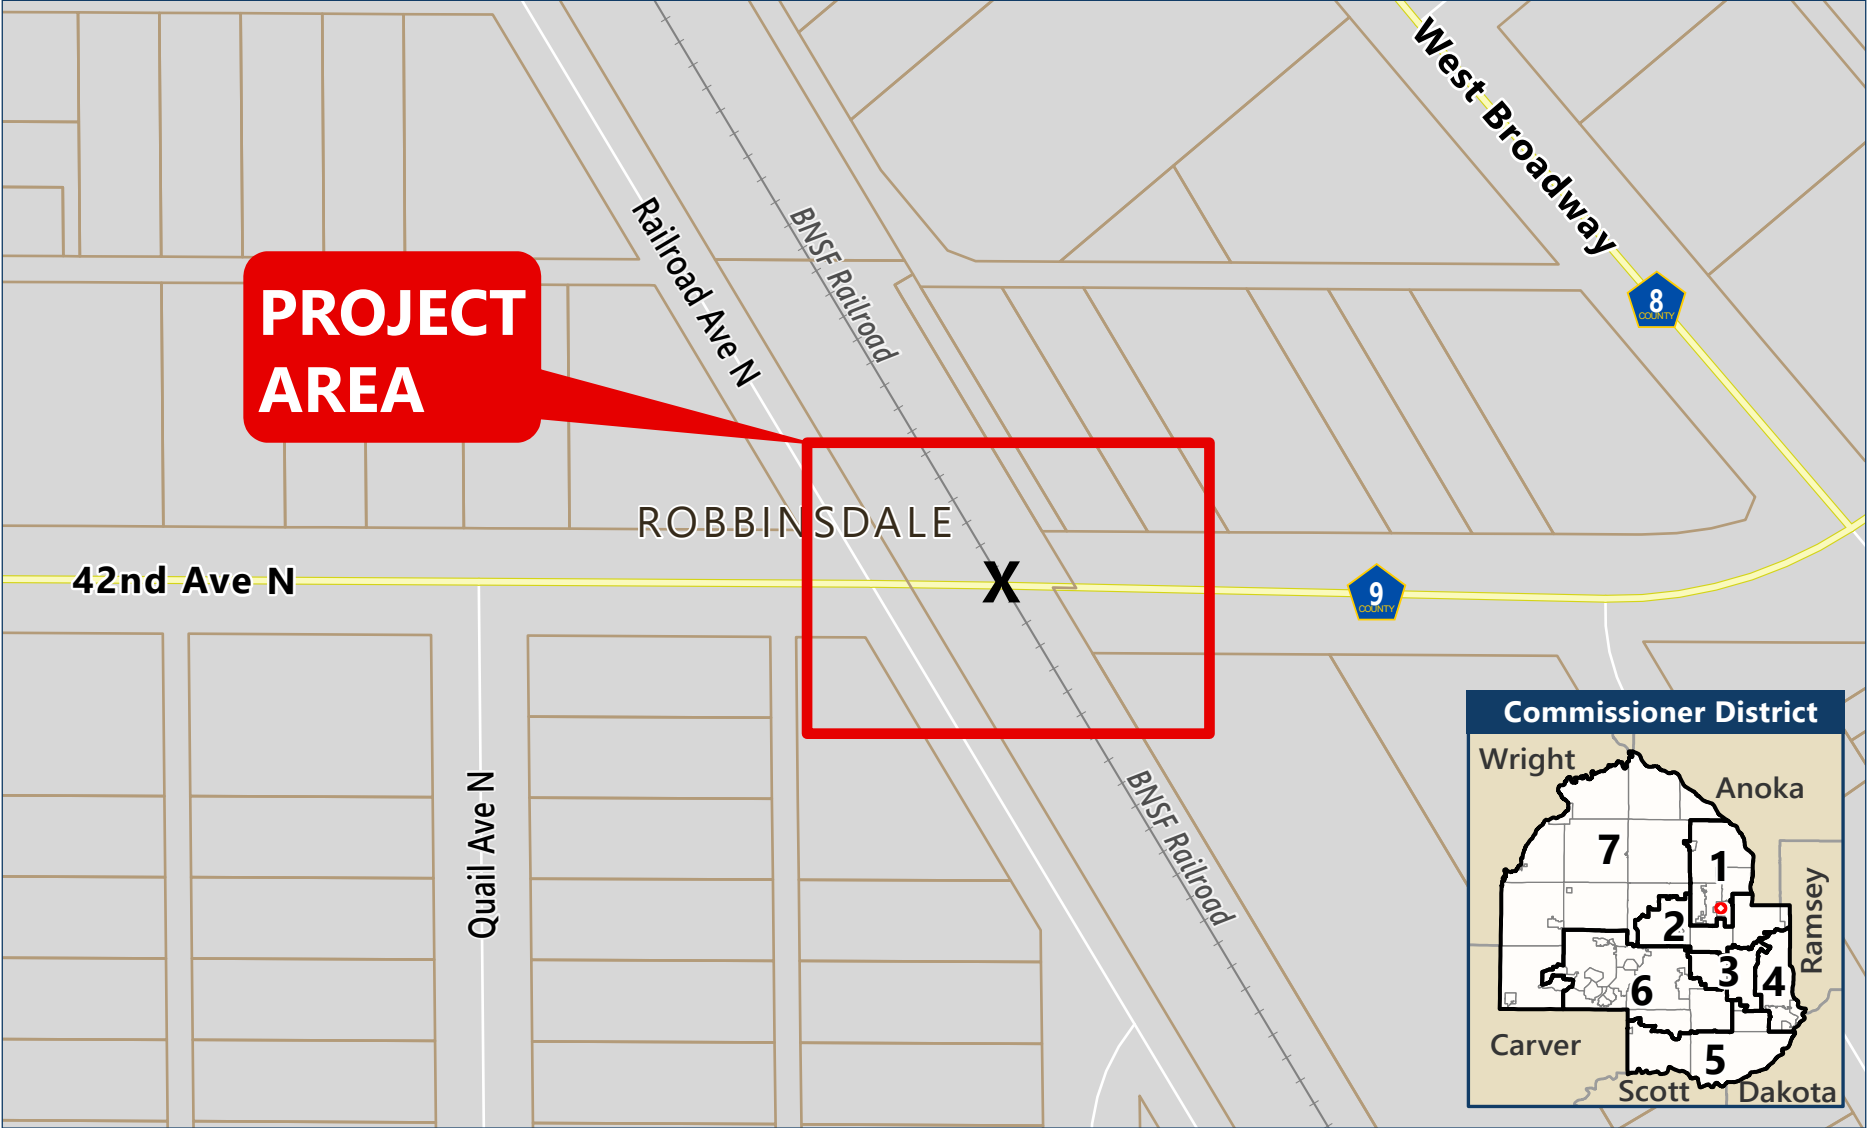 West Broadway
Railroad Ave N
BNSF Railroad
8
COUNTY
PROJECT
AREA
ROBBINSDALE
42nd Ave N
X
9
COUNTY
Quail Ave N
BNSF Railroad
Commissioner District
Wright
Anoka
7
1
2
Ramsey
3
4
6
Carver
5
Scott
Dakota